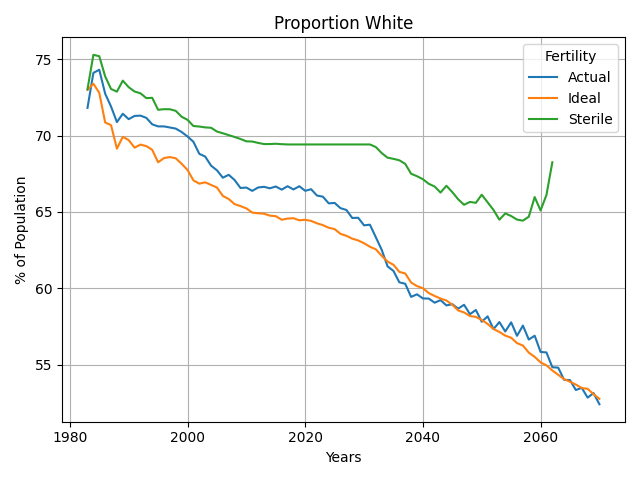 Proportion White
% of Population
75
70
65
60
55
Fertility
Actual
Ideal
Sterile
1980
2000
2020
2040
2060
Years